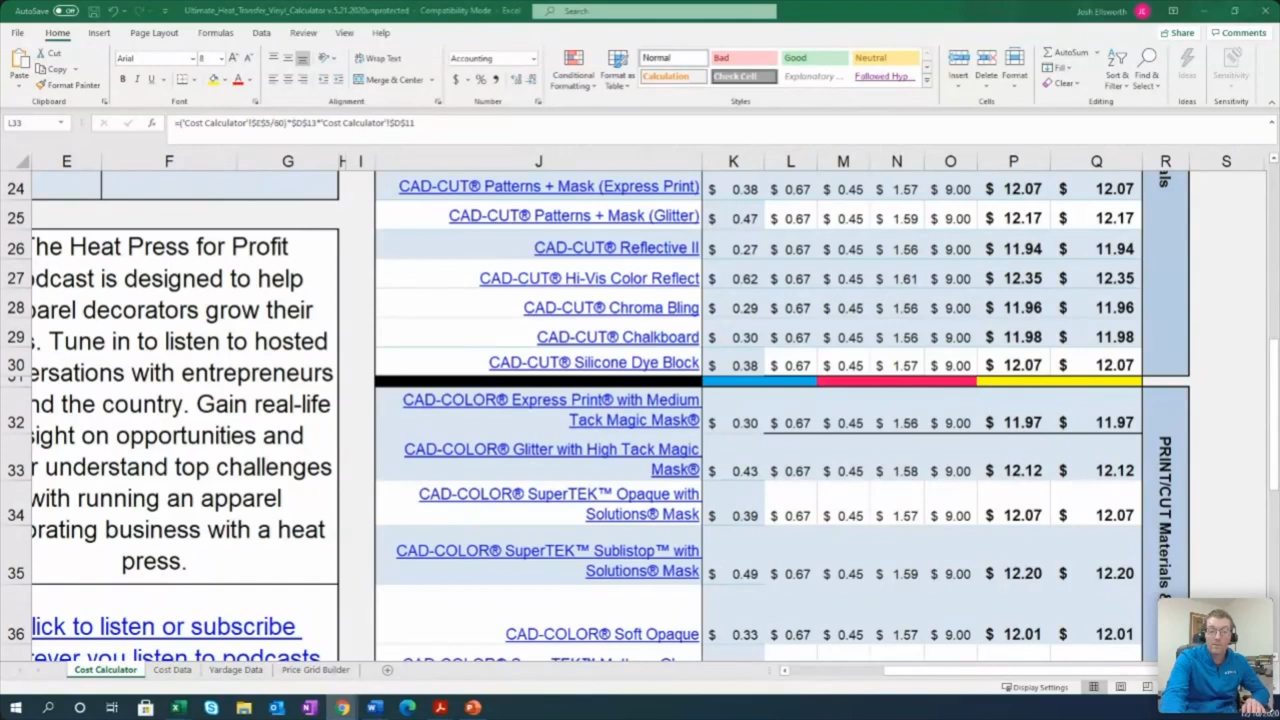 AutoSave Off
Ultimate_Heat_Transfer_Vinyl_Calculator v.5.21.2020unprotected - Compatibility Mode - Excel
Search
Josh Ellsworth
File Home Insert Page Layout Formulas Data Review View Help
Share Comments
Paste
Cut
Copy
Format Painter
Clipboard
Arial 8
B I U
Font
Wrap Text
Merge & Center
Alignment
Accounting
$ % ,
Number
Conditional Formatting
Format as Table
Normal Bad Good Neutral
Calculation Check Cell Explanatory ... Followed Hyp...
Styles
Insert Delete Format
Cells
AutoSum
Fill
Clear
Sort & Filter
Find & Select
Editing
Ideas
Ideas
Sensitivity
Sensitivity
L33
fx =('Cost Calculator'!$E$5/60)*$D$13*'Cost Calculator'!$D$11
E F G H I J K L M N O P Q R S
24 CAD-CUT® Patterns + Mask (Express Print) $ 0.38 $ 0.67 $ 0.45 $ 1.57 $ 9.00 $ 12.07 $ 12.07
25 CAD-CUT® Patterns + Mask (Glitter) $ 0.47 $ 0.67 $ 0.45 $ 1.59 $ 9.00 $ 12.17 $ 12.17
26 CAD-CUT® Reflective II $ 0.27 $ 0.67 $ 0.45 $ 1.56 $ 9.00 $ 11.94 $ 11.94
27 CAD-CUT® Hi-Vis Color Reflect $ 0.62 $ 0.67 $ 0.45 $ 1.61 $ 9.00 $ 12.35 $ 12.35
28 CAD-CUT® Chroma Bling $ 0.29 $ 0.67 $ 0.45 $ 1.56 $ 9.00 $ 11.96 $ 11.96
29 CAD-CUT® Chalkboard $ 0.30 $ 0.67 $ 0.45 $ 1.56 $ 9.00 $ 11.98 $ 11.98
30 CAD-CUT® Silicone Dye Block $ 0.38 $ 0.67 $ 0.45 $ 1.57 $ 9.00 $ 12.07 $ 12.07
CAD-COLOR® Express Print® with Medium
32 Tack Magic Mask® $ 0.30 $ 0.67 $ 0.45 $ 1.56 $ 9.00 $ 11.97 $ 11.97
CAD-COLOR® Glitter with High Tack Magic
33 Mask® $ 0.43 $ 0.67 $ 0.45 $ 1.58 $ 9.00 $ 12.12 $ 12.12
CAD-COLOR® SuperTEK™ Opaque with
34 Solutions® Mask $ 0.39 $ 0.67 $ 0.45 $ 1.57 $ 9.00 $ 12.07 $ 12.07
CAD-COLOR® SuperTEK™ Sublistop™ with
35 Solutions® Mask $ 0.49 $ 0.67 $ 0.45 $ 1.59 $ 9.00 $ 12.20 $ 12.20
36 CAD-COLOR® Soft Opaque $ 0.33 $ 0.67 $ 0.45 $ 1.57 $ 9.00 $ 12.01 $ 12.01
The Heat Press for Profit
dcast is designed to help
arel decorators grow their
s. Tune in to listen to hosted
ersations with entrepreneurs
nd the country. Gain real-life
sight on opportunities and
r understand top challenges
with running an apparel
orating business with a heat
press.
lick to listen or subscribe
rever you listen to podcasts
als
PRINT/CUT Materials &
Cost Calculator Cost Data Yardage Data Price Grid Builder
Display Settings